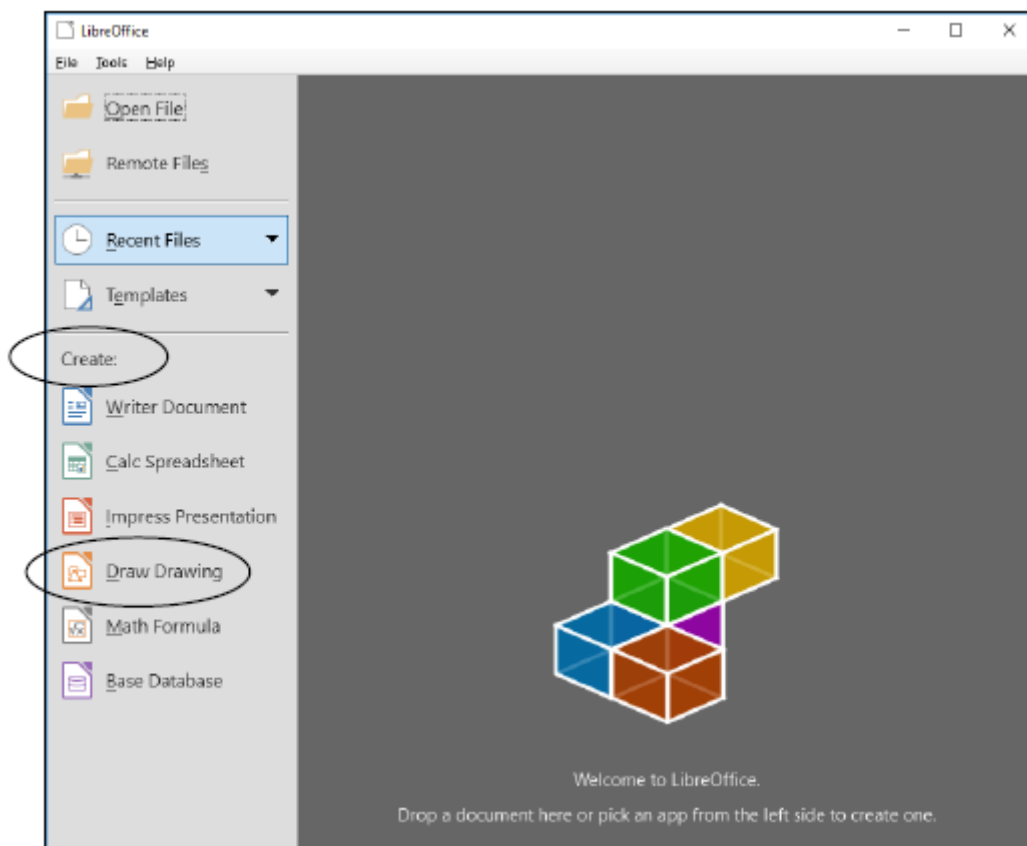 LibreOffice
File Tools Help
Open File
Remote Files
Recent Files
Templates
Create:
Writer Document
Calc Spreadsheet
Impress Presentation
Draw Drawing
Math Formula
Base Database
Welcome to LibreOffice.
Drop a document here or pick an app from the left side to create one.